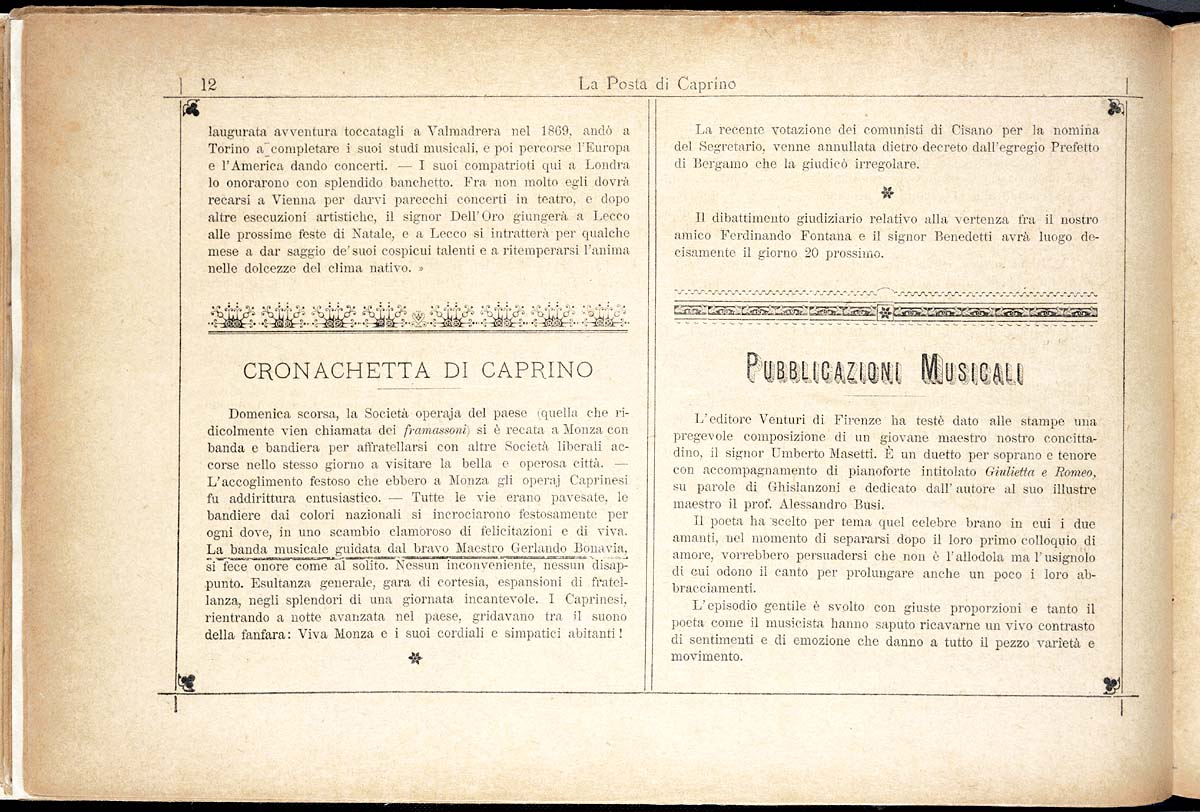 12
La Posta di Caprino
laugurata avventura toccatagli a Valmadrera nel 1869, andò a
Torino a completare i suoi studi musicali, e poi percorse l'Europa
e l'America dando concerti. — I suoi compatrioti qui a Londra
lo onorarono con splendido banchetto. Fra non molto egli dovrà
recarsi a Vienna per darvi parecchi concerti in teatro, e dopo
altre esecuzioni artistiche, il signor Dell'Oro giungerà a Lecco
alle prossime feste di Natale, e a Lecco si intratterà per qualche
mese a dar saggio de' suoi cospicui talenti e a ritemperarsi l'anima
nelle dolcezze del clima nativo. »
CRONACHETTA DI CAPRINO
Domenica scorsa, la Società operaja del paese (quella che ri-
dicolmente vien chiamata dei framassoni) si è recata a Monza con
banda e bandiera per affratellarsi con altre Società liberali ac-
corse nello stesso giorno a visitare la bella e operosa città. —
L'accoglimento festoso che ebbero a Monza gli operaj Caprinesi
fu addirittura entusiastico. — Tutte le vie erano pavesate, le
bandiere dai colori nazionali si incrociarono festosamente per
ogni dove, in uno scambio clamoroso di felicitazioni e di viva.
La banda musicale guidata dal bravo Maestro Gerlando Bonavia,
si fece onore come al solito. Nessun inconveniente, nessun disap-
punto. Esultanza generale, gara di cortesia, espansioni di fratel-
lanza, negli splendori di una giornata incantevole. I Caprinesi,
rientrando a notte avanzata nel paese, gridavano tra il suono
della fanfara: Viva Monza e i suoi cordiali e simpatici abitanti!
La recente votazione dei comunisti di Cisano per la nomina
del Segretario, venne annullata dietro decreto dall'egregio Prefetto
di Bergamo che la giudicò irregolare.
Il dibattimento giudiziario relativo alla vertenza fra il nostro
amico Ferdinando Fontana e il signor Benedetti avrà luogo de-
cisamente il giorno 20 prossimo.
PUBBLICAZIONI MUSICALI
L'editore Venturi di Firenze ha testè dato alle stampe una
pregevole composizione di un giovane maestro nostro concitta-
dino, il signor Umberto Masetti. È un duetto per soprano e tenore
con accompagnamento di pianoforte intitolato Giulietta e Romeo,
su parole di Ghislanzoni e dedicato dall'autore al suo illustre
maestro il prof. Alessandro Busi.
Il poeta ha scelto per tema quel celebre brano in cui i due
amanti, nel momento di separarsi dopo il loro primo colloquio di
amore, vorrebbero persuadersi che non è l'allodola ma l'usignolo
di cui odono il canto per prolungare anche un poco i loro ab-
bracciamenti.
L'episodio gentile è svolto con giuste proporzioni e tanto il
poeta come il musicista hanno saputo ricavarne un vivo contrasto
di sentimenti e di emozione che danno a tutto il pezzo varietà e
movimento.